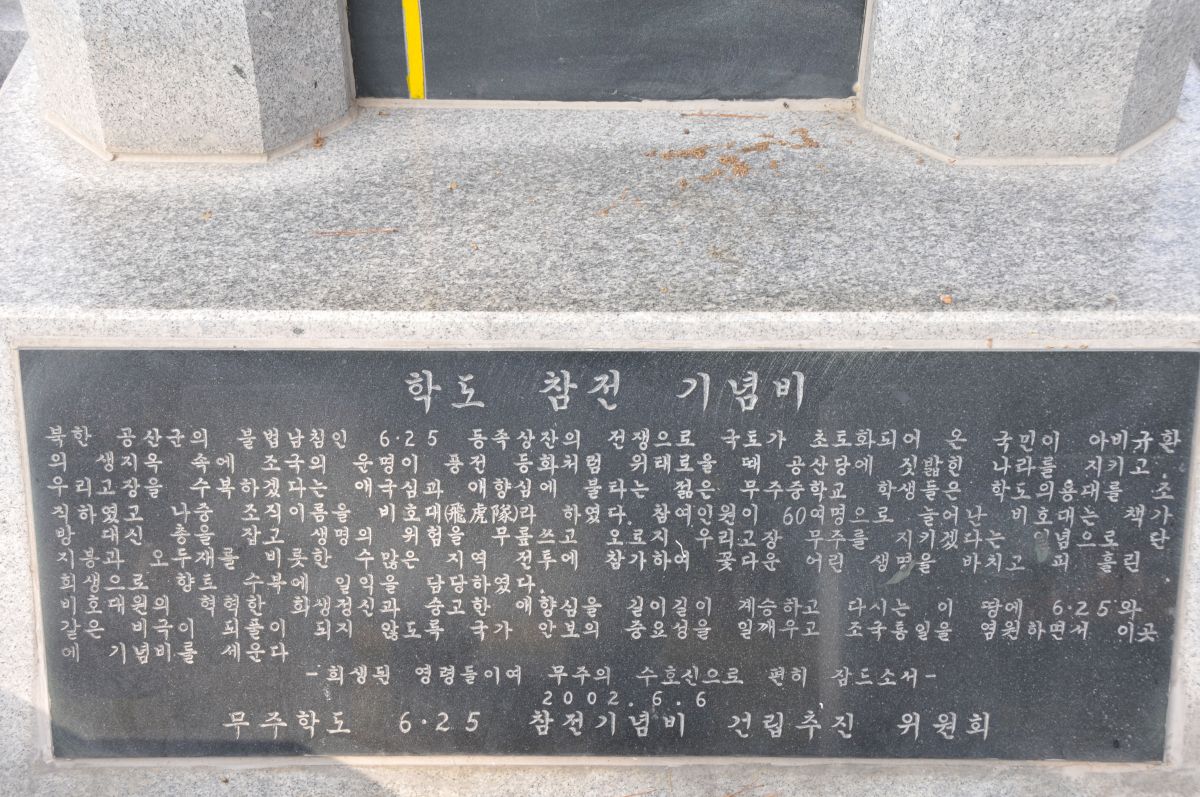 학도 참전 기념비
북한 공산군의 불법남침인 6·25 동족상잔의 전쟁으로 국토가 초토화되어 온 국민이 아비규환
의 생지옥 속에 조국의 운명이 풍전 등화처럼 위태로울 때 공산당에 짓밟힌 나라를 지키고
우리고장을 수복하겠다는 애국심과 애향심에 불타는 젊은 무주중학교 학생들은 학도의용대를 조
직하였고 나중 조직이름을 비호대(飛虎隊)라 하였다. 참여인원이 60여명으로 늘어난 비호대는 책가
방 대신 총을 잡고 생명의 위험을 무릅쓰고 오로지 우리고장 무주를 지키겠다는 일념으로 단
지봉과 오두재를 비롯한 수많은 지역 전투에 참가하여 꽃다운 어린 생명을 바치고 피 흘린
희생으로 향트 수복에 일익을 담당하였다.
비호대원의 혁혁한 희생정신과 숭고한 애향심을 길이길이 계승하고 다시는 이 땅에 6·25와
같은 비극이 되풀이 되지 않도록 국가 안보의 중요성을 일깨우고 조국통일을 염원하면서 이곳
에 기념비를 세운다
-희생된 영령들이여 무주의 수호신으로 편히 잠드소서-
2002.6.6
무주학도 6·25 참전기념비 건립추진 위원회